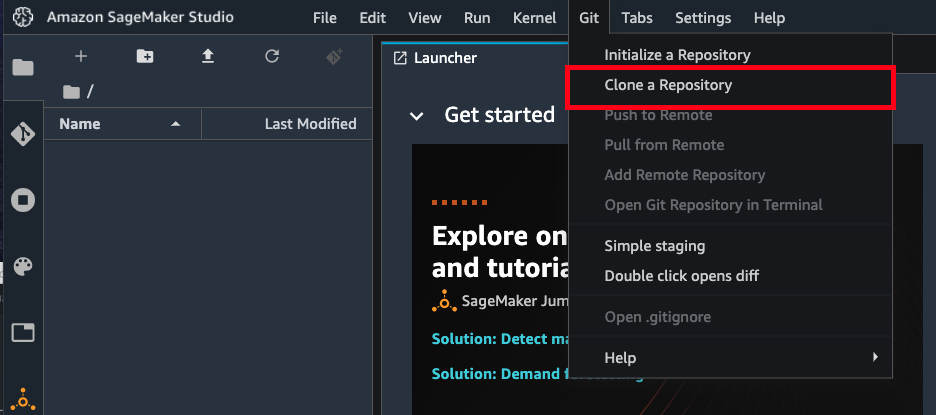 Amazon SageMaker Studio
File Edit View Run Kernel Git Tabs Settings Help
/
Name Last Modified
Launcher
Get started
Explore on
and tutoria
SageMaker Jum
Solution: Detect ma
Solution: Demand
Initialize a Repository
Clone a Repository
Push to Remote
Pull from Remote
Add Remote Repository
Open Git Repository in Terminal
Simple staging
Double click opens diff
Open .gitignore
Help